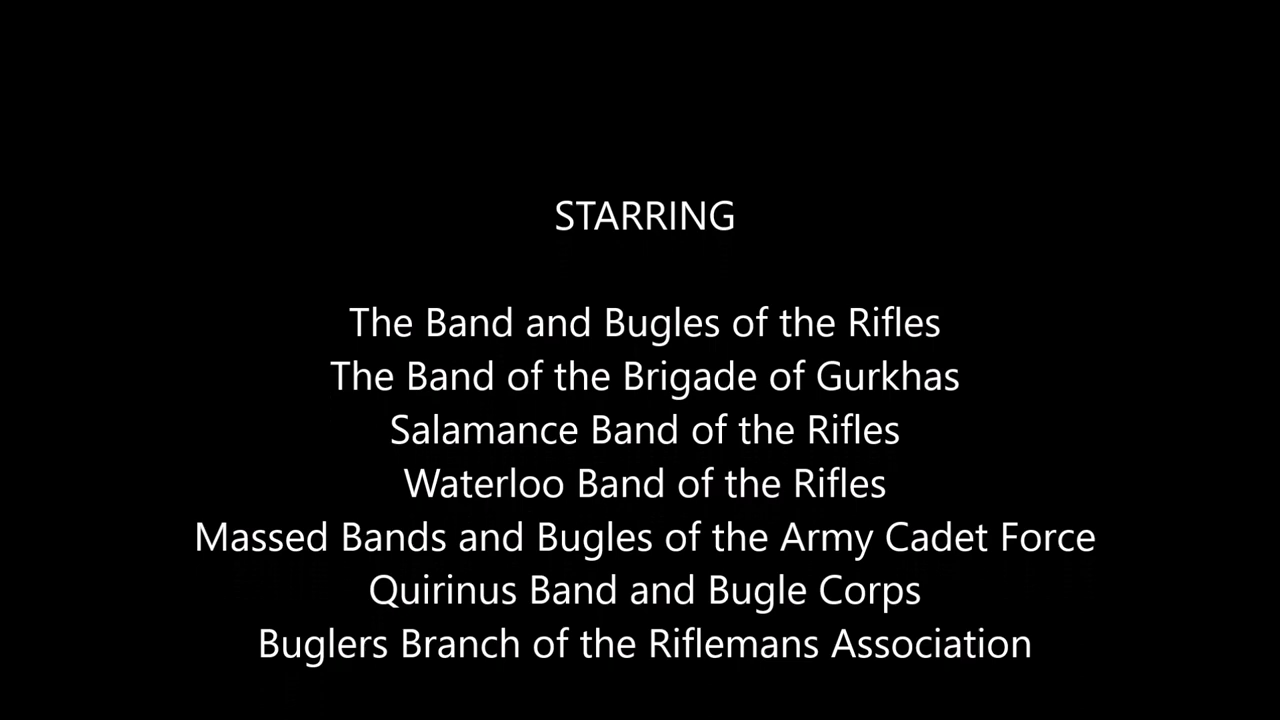 STARRING
The Band and Bugles of the Rifles
The Band of the Brigade of Gurkhas
Salamance Band of the Rifles
Waterloo Band of the Rifles
Massed Bands and Bugles of the Army Cadet Force
Quirinus Band and Bugle Corps
Buglers Branch of the Riflemans Association